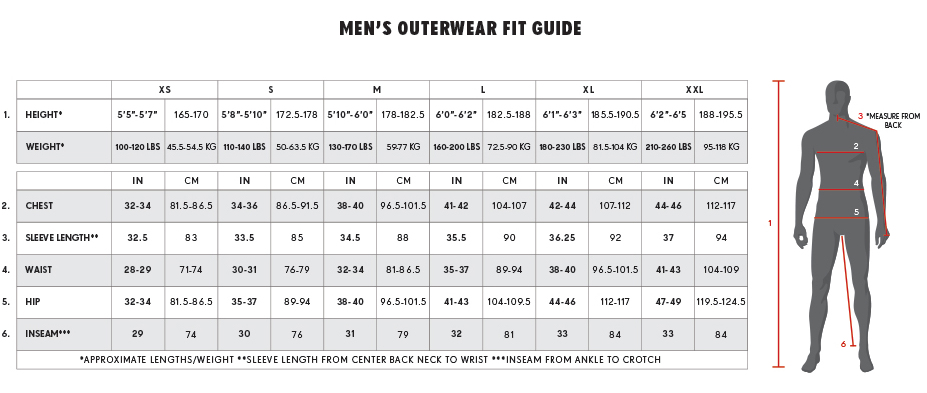 MEN'S OUTERWEAR FIT GUIDE
XS S M L XL XXL
1. HEIGHT* 5'5"-5'7" 165-170 5'8"-5'10" 172.5-178 5'10"-6'0" 178-182.5 6'0"-6'2" 182.5-188 6'1"-6'3" 185.5-190.5 6'2"-6'5 188-195.5
WEIGHT* 100-120 LBS 45.5-54.5 KG 110-140 LBS 50-63.5 KG 130-170 LBS 59-77 KG 160-200 LBS 72.5-90 KG 180-230 LBS 81.5-104 KG 210-260 LBS 95-118 KG
IN CM IN CM IN CM IN CM IN CM IN CM
2. CHEST 32-34 81.5-86.5 34-36 86.5-91.5 38-40 96.5-101.5 41-42 104-107 42-44 107-112 44-46 112-117
3. SLEEVE LENGTH** 32.5 83 33.5 85 34.5 88 35.5 90 36.25 92 37 94
4. WAIST 28-29 71-74 30-31 76-79 32-34 81-86.5 35-37 89-94 38-40 96.5-101.5 41-43 104-109
5. HIP 32-34 81.5-86.5 35-37 89-94 38-40 96.5-101.5 41-43 104-109.5 44-46 112-117 47-49 119.5-124.5
6. INSEAM*** 29 74 30 76 31 79 32 81 33 84 33 84
*APPROXIMATE LENGTHS/WEIGHT **SLEEVE LENGTH FROM CENTER BACK NECK TO WRIST ***INSEAM FROM ANKLE TO CROTCH
3 *MEASURE FROM
BACK
2
4
5
1
6